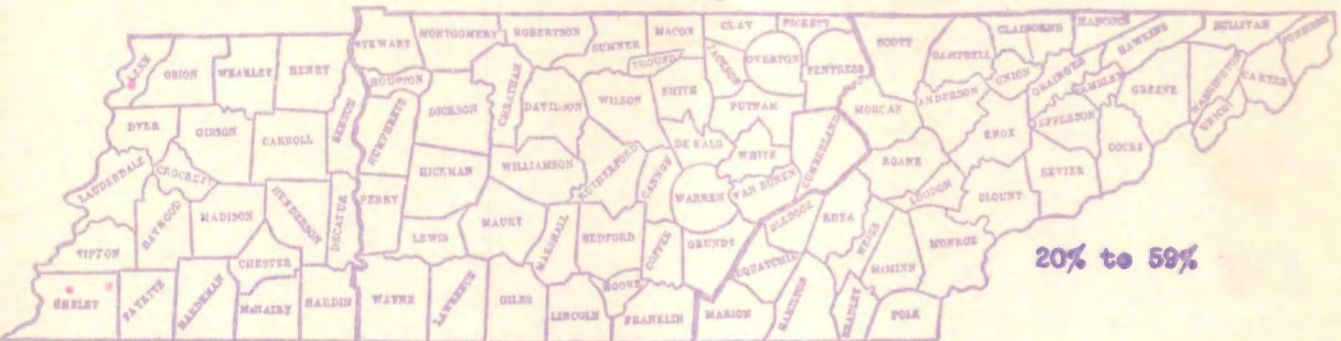 CLAY PICKETT
STEWART MONTGOMERY ROBERTSON SUMNER MACON SCOTT CAMPBELL CLAIBORNE HANCOCK SULLIVAN JOHNSON
LAKE OBION WEAKLEY HENRY HOUSTON TROUSD JACKSON OVERTON FENTRESS UNION GRAINGER HAWKINS HAMBLEN WASHINGTON CARTER
DYER GIBSON CARROLL BENTON HUMPHREYS DICKSON CHEATHAM DAVIDSON WILSON SMITH PUTNAM MORGAN ANDERSON KNOX JEFFERSON GREENE UNICOI
LAUDERDALE CROCKETT HENDERSON DECATUR PERRY HICKMAN WILLIAMSON RUTHERFORD CANNON DE KALB WHITE VAN BUREN CUMBERLAND ROANE LOUDON BLOUNT SEVIER COCKE
TIPTON HAYWOOD MADISON CHESTER LEWIS MAURY MARSHALL BEDFORD COFFEE WARREN GRUNDY BLEDSOE RHEA MEIGS McMINN MONROE
20% to 59%
SHELBY FAYETTE HARDEMAN McNAIRY HARDIN WAYNE LAWRENCE GILES LINCOLN MOORE FRANKLIN MARION SEQUATCHIE HAMILTON BRADLEY POLK